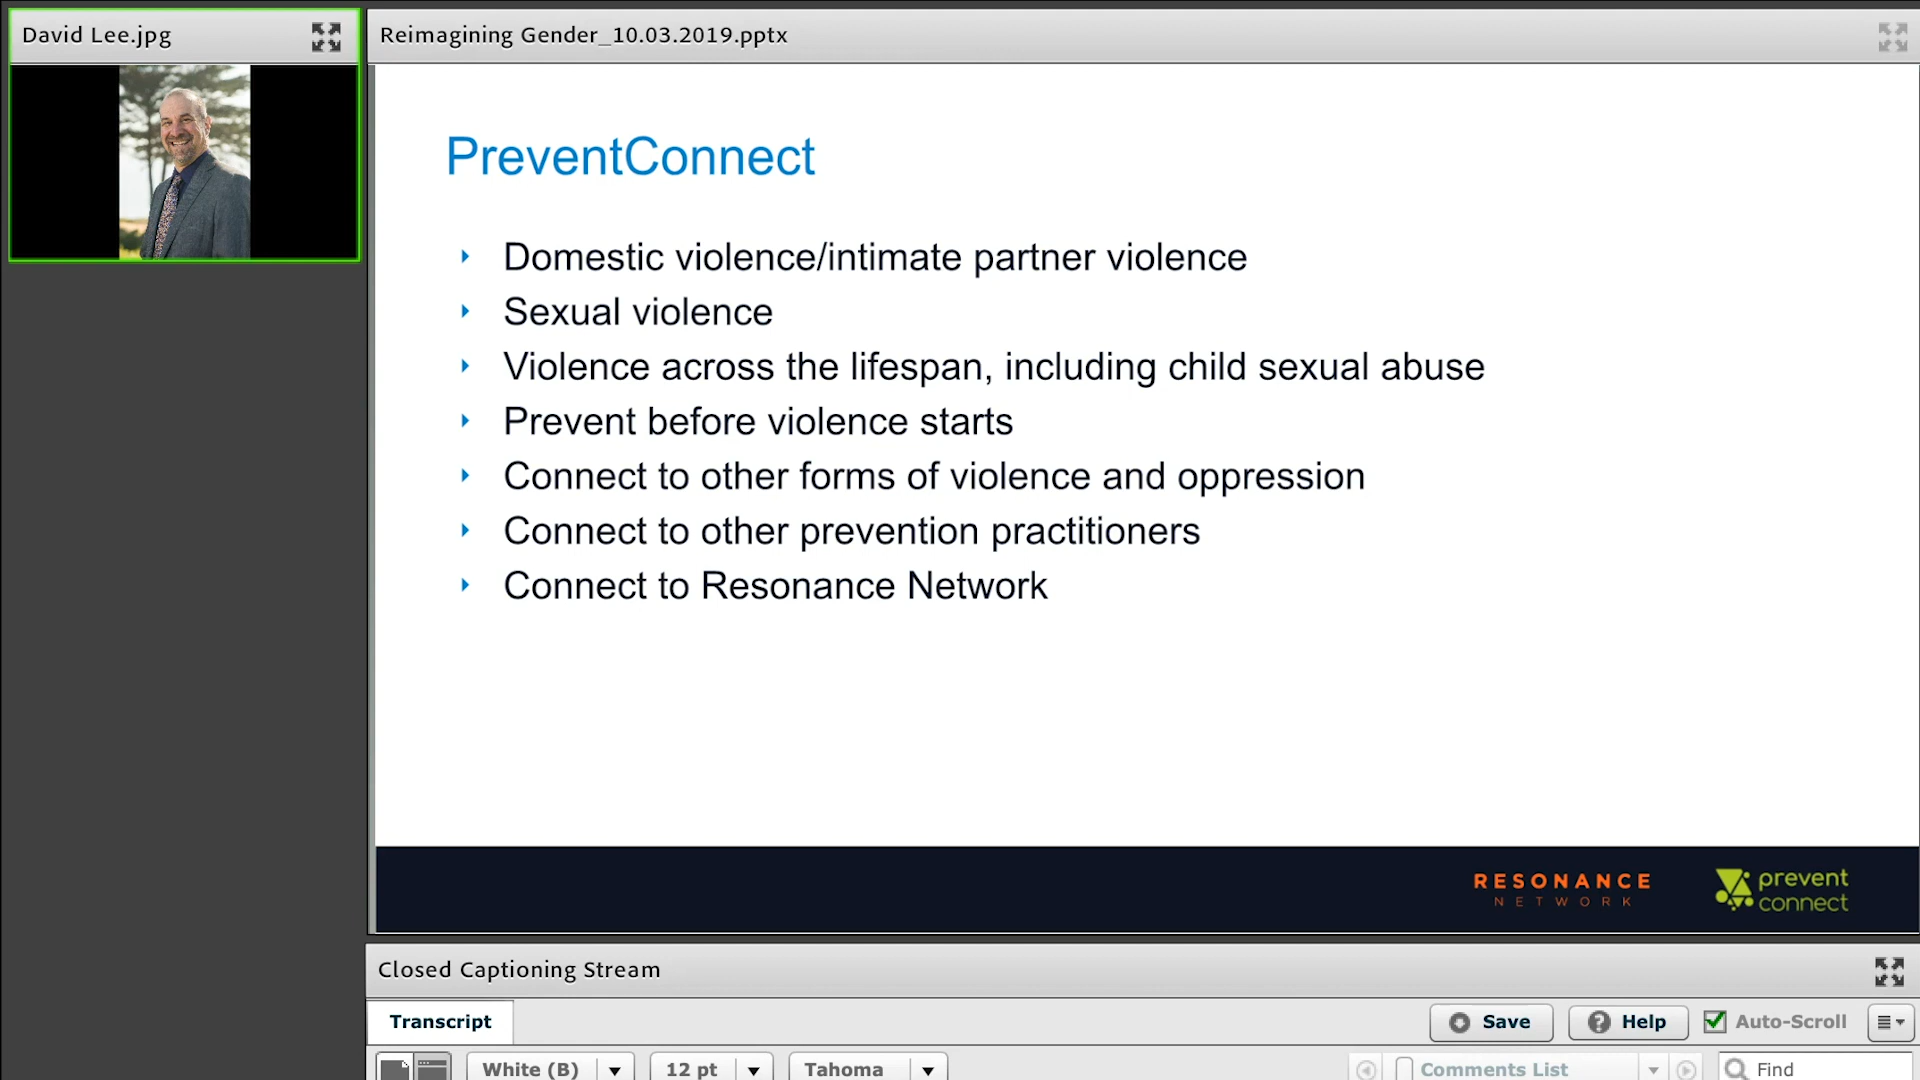 David Lee.jpg
Reimagining Gender_10.03.2019.pptx
PreventConnect
Domestic violence/intimate partner violence
Sexual violence
Violence across the lifespan, including child sexual abuse
Prevent before violence starts
Connect to other forms of violence and oppression
Connect to other prevention practitioners
Connect to Resonance Network
RESONANCE
NETWORK
prevent
connect
Closed Captioning Stream
Transcript
Save
Help
Auto-Scroll
White (B)
12 pt
Tahoma
Comments List
Find